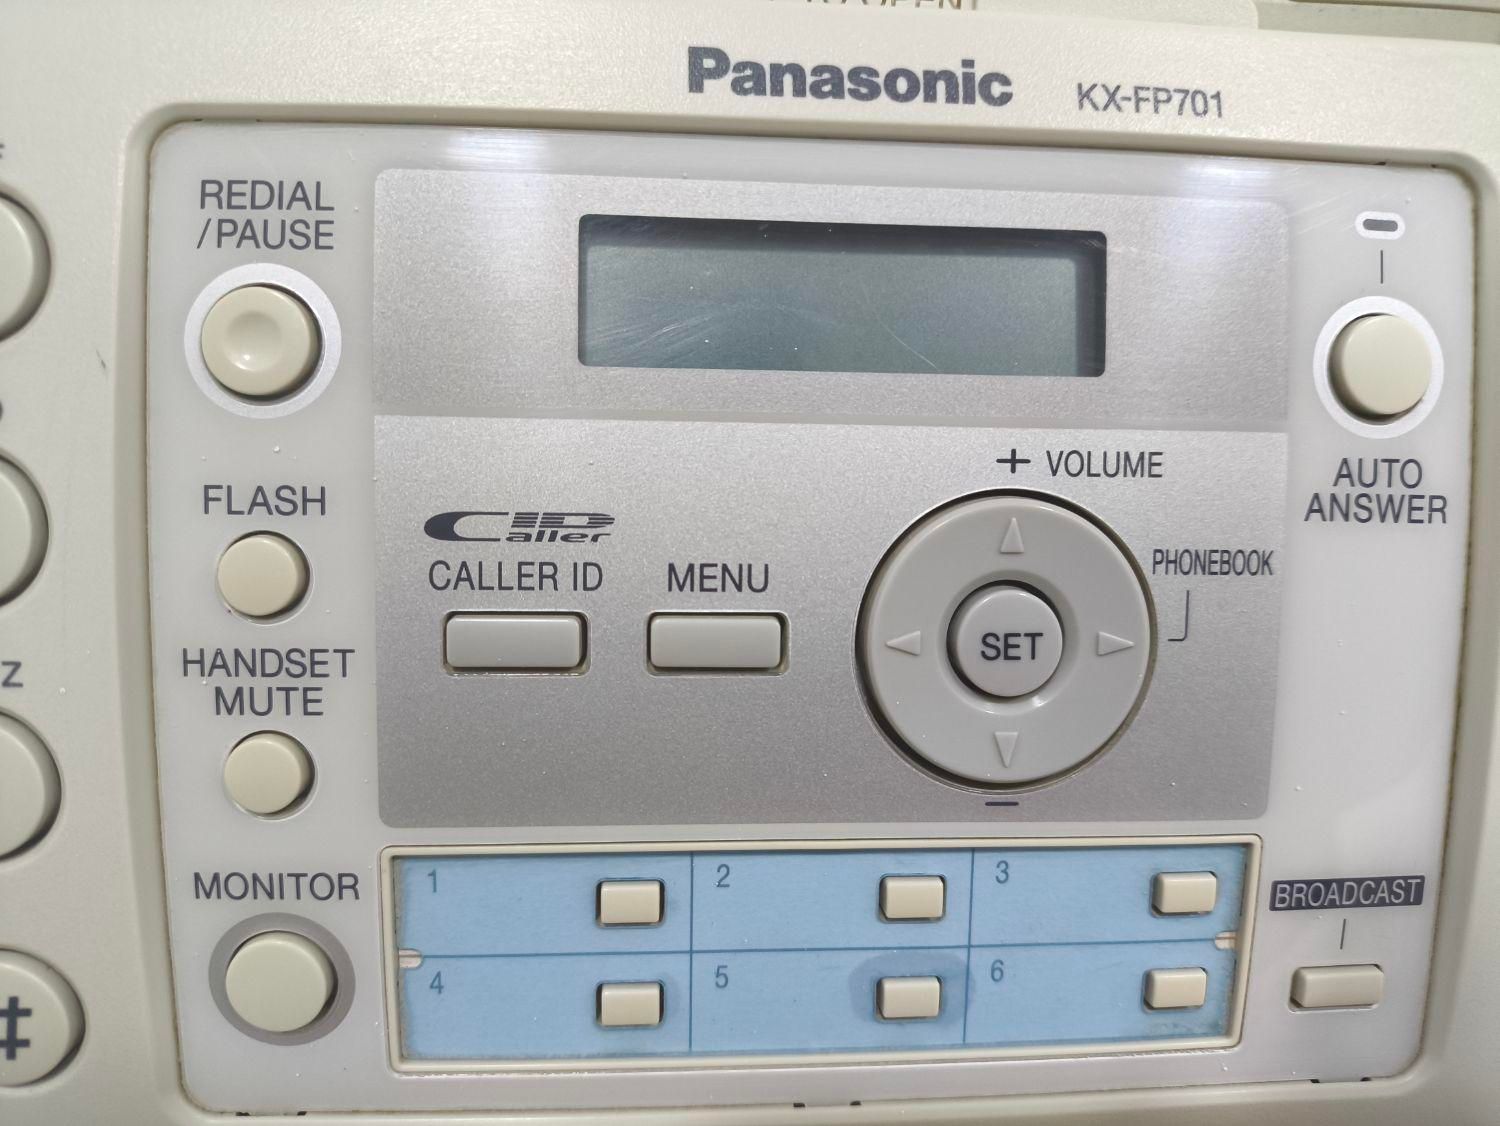 Panasonic KX-FP701
REDIAL
/PAUSE
FLASH
HANDSET
MUTE
MONITOR
Caller ID
CALLER ID
MENU
+ VOLUME
PHONEBOOK
SET
−
AUTO
ANSWER
BROADCAST
1 2 3
4 5 6
Z
#